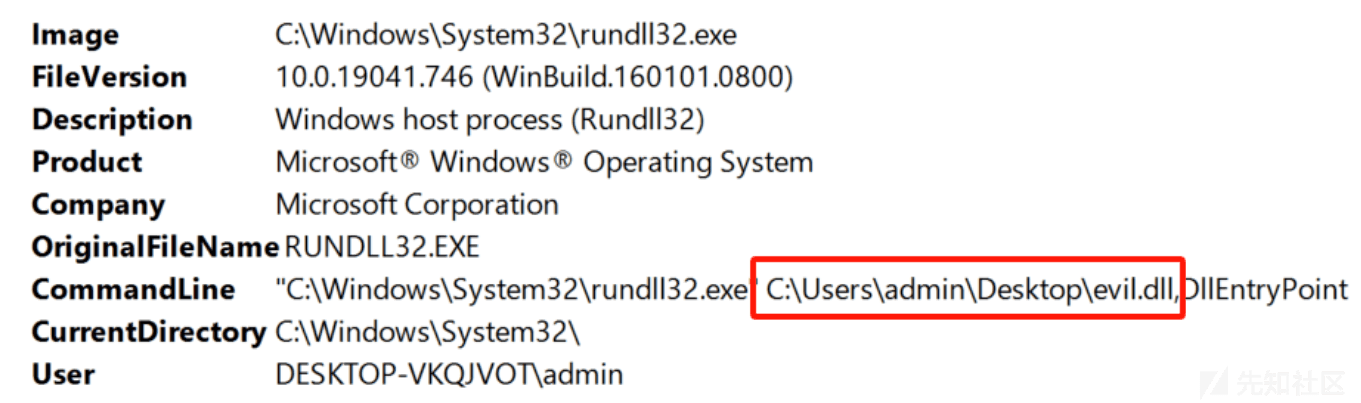 Image C:\Windows\System32\rundll32.exe
FileVersion 10.0.19041.746 (WinBuild.160101.0800)
Description Windows host process (Rundll32)
Product Microsoft® Windows® Operating System
Company Microsoft Corporation
OriginalFileName RUNDLL32.EXE
CommandLine "C:\Windows\System32\rundll32.exe" C:\Users\admin\Desktop\evil.dll,DllEntryPoint
CurrentDirectory C:\Windows\System32\
User DESKTOP-VKQJVOT\admin
先知社区